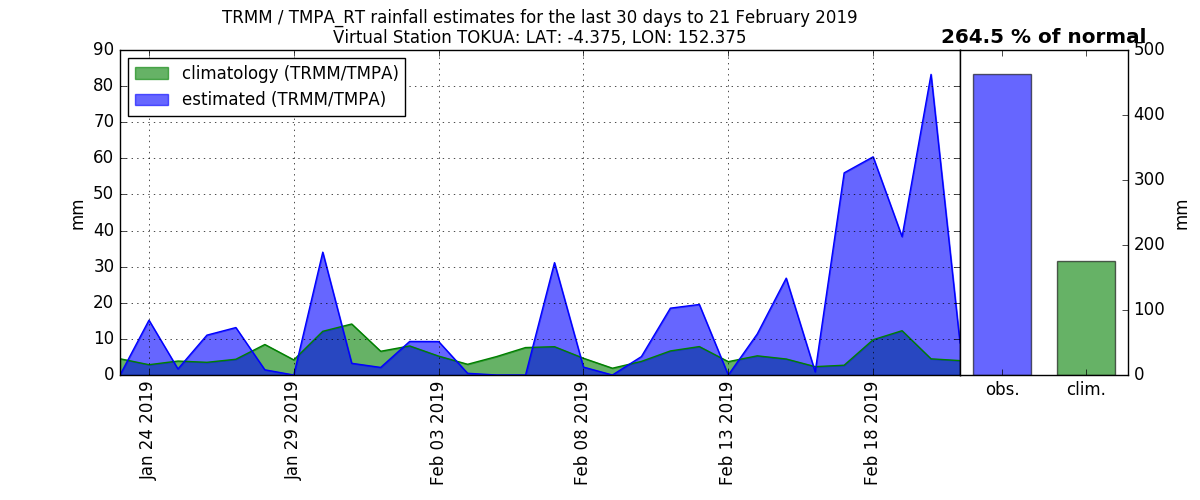 TRMM / TMPA_RT rainfall estimates for the last 30 days to 21 February 2019
Virtual Station TOKUA: LAT: -4.375, LON: 152.375
264.5 % of normal
climatology (TRMM/TMPA)
estimated (TRMM/TMPA)
mm
90
80
70
60
50
40
30
20
10
0
Jan 24 2019
Jan 29 2019
Feb 03 2019
Feb 08 2019
Feb 13 2019
Feb 18 2019
obs.
clim.
500
400
300
200
100
0
mm